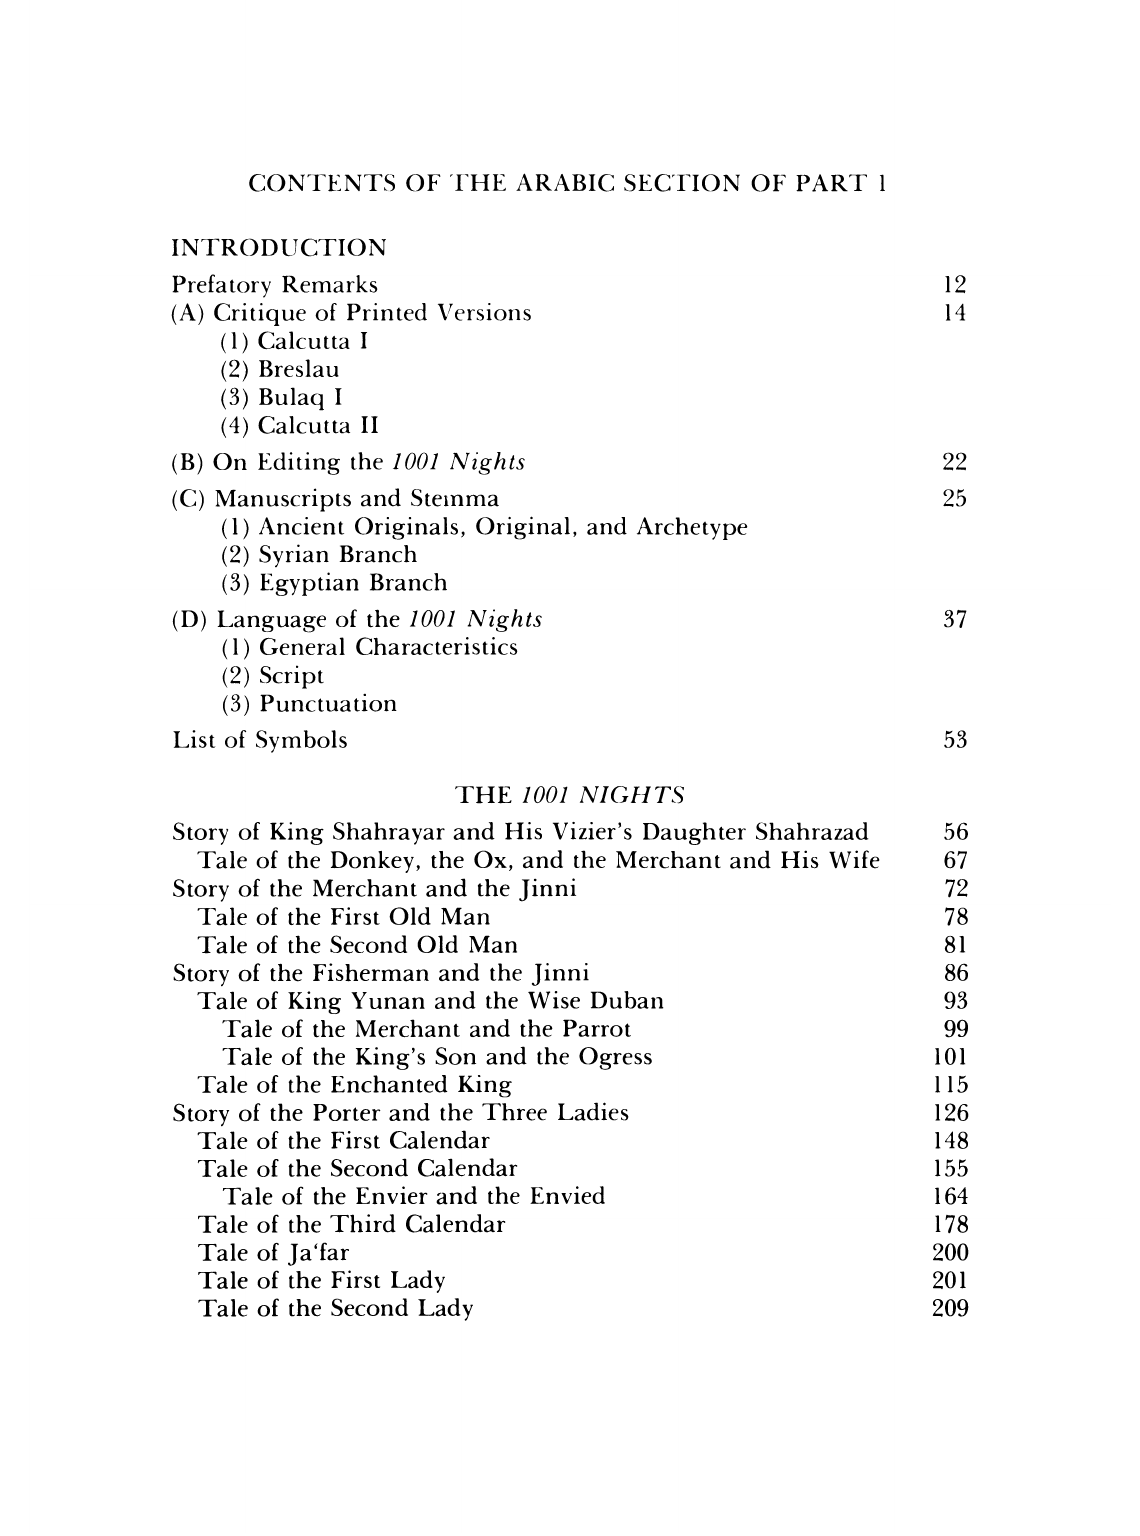 CONTENTS OF THE ARABIC SECTION OF PART 1
INTRODUCTION
Prefatory Remarks 12
(A) Critique of Printed Versions 14
(1) Calcutta I
(2) Breslau
(3) Bulaq I
(4) Calcutta II
(B) On Editing the 1001 Nights 22
(C) Manuscripts and Stemma 25
(1) Ancient Originals, Original, and Archetype
(2) Syrian Branch
(3) Egyptian Branch
(D) Language of the 1001 Nights 37
(1) General Characteristics
(2) Script
(3) Punctuation
List of Symbols 53
THE 1001 NIGHTS
Story of King Shahrayar and His Vizier's Daughter Shahrazad 56
Tale of the Donkey, the Ox, and the Merchant and His Wife 67
Story of the Merchant and the Jinni 72
Tale of the First Old Man 78
Tale of the Second Old Man 81
Story of the Fisherman and the Jinni 86
Tale of King Yunan and the Wise Duban 93
Tale of the Merchant and the Parrot 99
Tale of the King's Son and the Ogress 101
Tale of the Enchanted King 115
Story of the Porter and the Three Ladies 126
Tale of the First Calendar 148
Tale of the Second Calendar 155
Tale of the Envier and the Envied 164
Tale of the Third Calendar 178
Tale of Ja‘far 200
Tale of the First Lady 201
Tale of the Second Lady 209